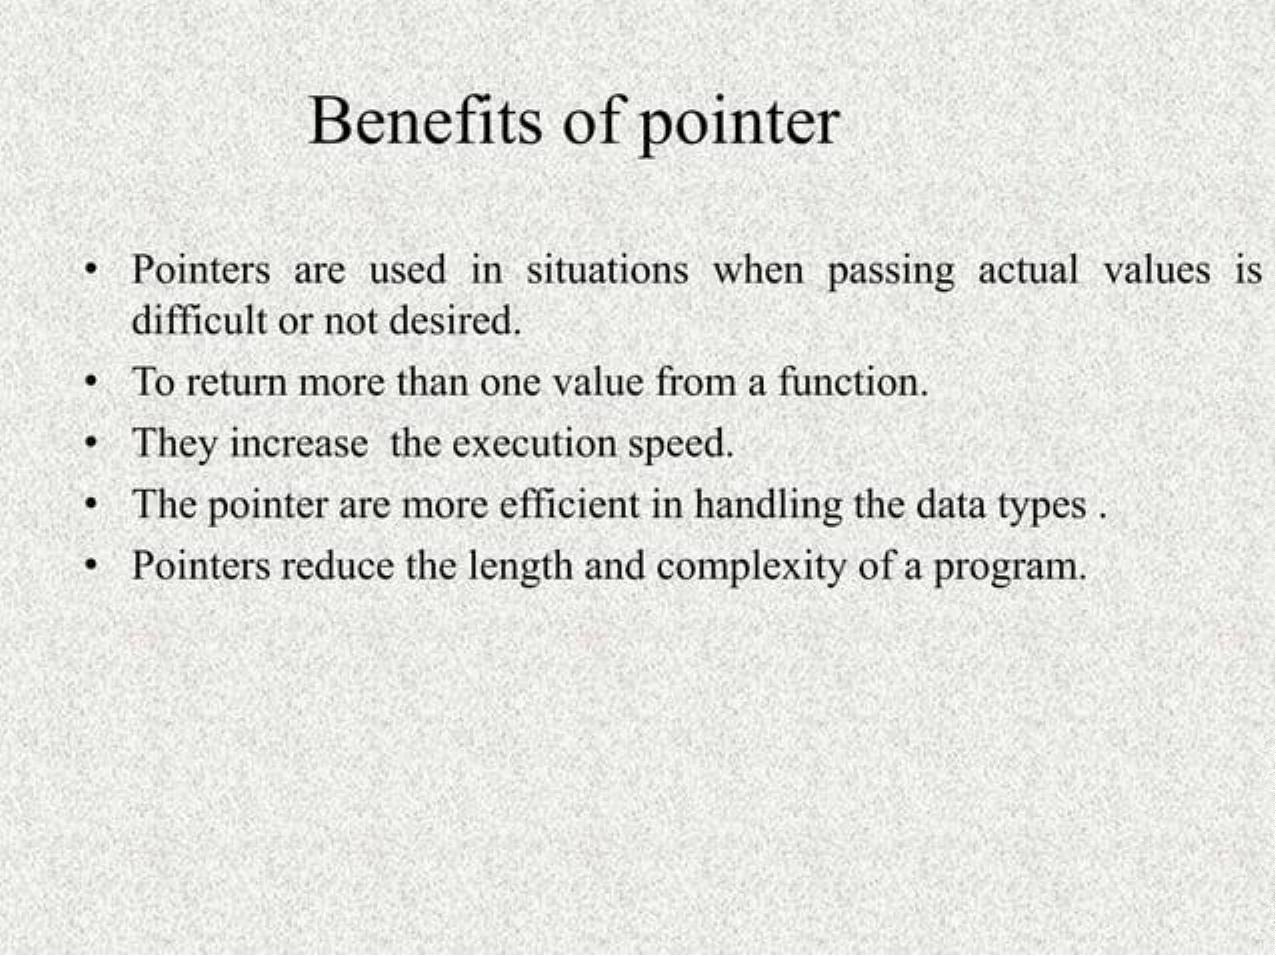 Benefits of pointer
• Pointers are used in situations when passing actual values is
difficult or not desired.
• To return more than one value from a function.
• They increase  the execution speed.
• The pointer are more efficient in handling the data types .
• Pointers reduce the length and complexity of a program.